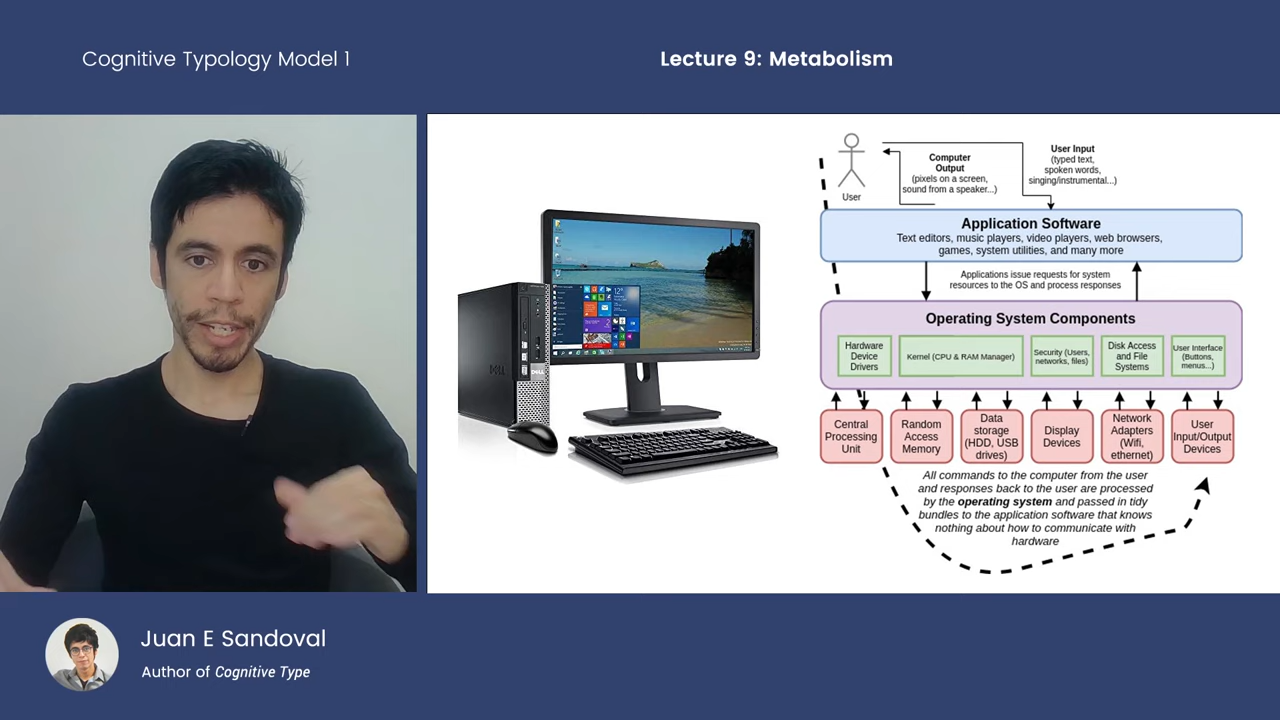 Cognitive Typology Model 1
Lecture 9: Metabolism
User
Computer
Output
(pixels on a screen,
sound from a speaker...)
User Input
(typed text,
spoken words,
singing/instrumental...)
Application Software
Text editors, music players, video players, web browsers,
games, system utilities, and many more
Applications issue requests for system
resources to the OS and process responses
Operating System Components
Hardware
Device
Drivers
Kernel (CPU & RAM Manager)
Security (Users,
networks, files)
Disk Access
and File
Systems
User Interface
(Buttons,
menus...)
Central
Processing
Unit
Random
Access
Memory
Data
storage
(HDD, USB
drives)
Display
Devices
Network
Adapters
(Wifi,
ethernet)
User
Input/Output
Devices
All commands to the computer from the user
and responses back to the user are processed
by the operating system and passed in tidy
bundles to the application software that knows
nothing about how to communicate with
hardware
DELL
DELL
Juan E Sandoval
Author of Cognitive Type